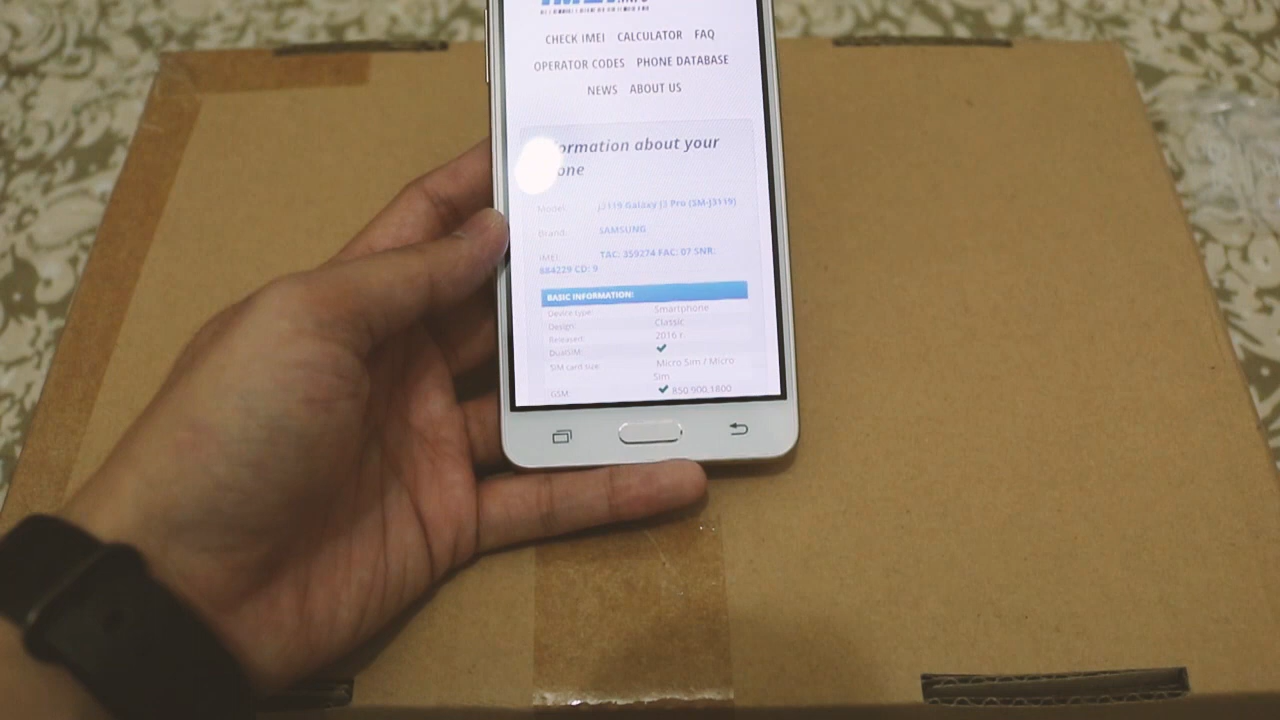 CHECK IMEI CALCULATOR FAQ
OPERATOR CODES PHONE DATABASE
NEWS ABOUT US
formation about your
one
Model: J3119 Galaxy J3 Pro (SM-J3119)
Brand: SAMSUNG
IMEI: TAC: 359274 FAC: 07 SNR:
884229 CD: 9
BASIC INFORMATION:
Device type: Smartphone
Design: Classic
Released: 2016 r.
DualSIM: ✔
SIM card size Micro Sim / Micro
Sim
GSM: ✔ 850 900 1800